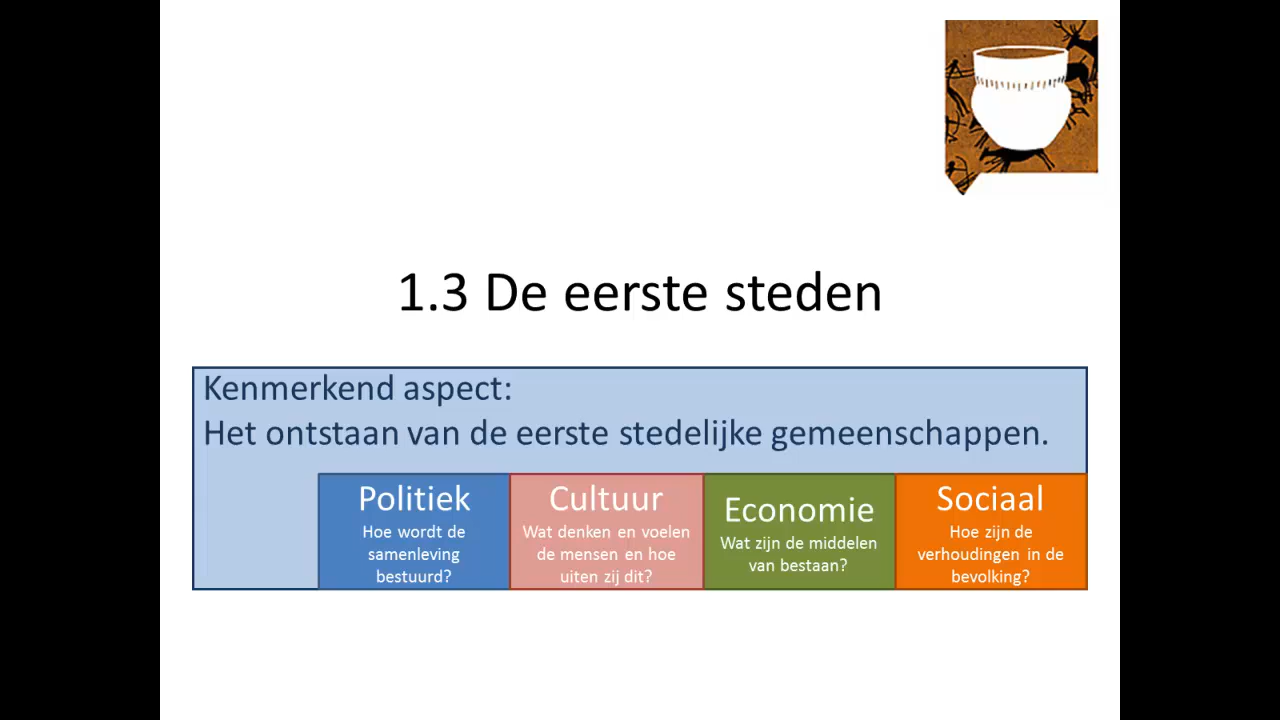 1.3 De eerste steden
Kenmerkend aspect:
Het ontstaan van de eerste stedelijke gemeenschappen.
Politiek
Hoe wordt de
samenleving
bestuurd?
Cultuur
Wat denken en voelen
de mensen en hoe
uiten zij dit?
Economie
Wat zijn de middelen
van bestaan?
Sociaal
Hoe zijn de
verhoudingen in de
bevolking?